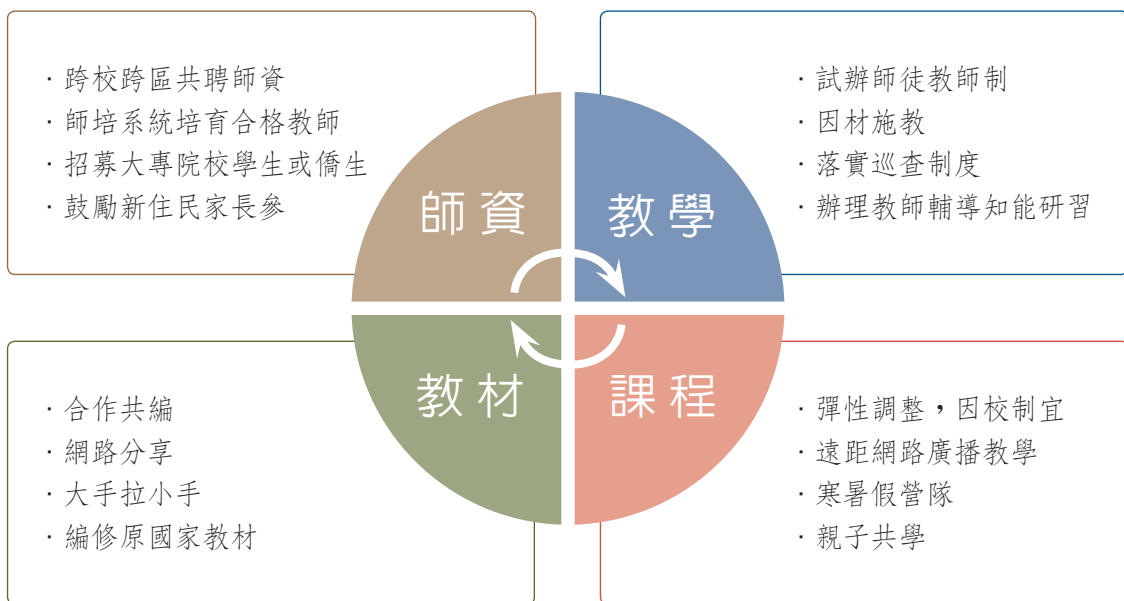 · 跨校跨區共聘師資
· 師培系統培育合格教師
· 招募大專院校學生或僑生
· 鼓勵新住民家長參
師資
· 試辨師徒教師制
· 因材施教
· 落實巡查制度
· 辦理教師輔導知能研習
教學
· 合作共編
· 網路分享
· 大手拉小手
· 編修原國家教材
教材
· 彈性調整，因校制宜
· 遠距網路廣播教學
· 寒暑假營隊
· 親子共學
課程